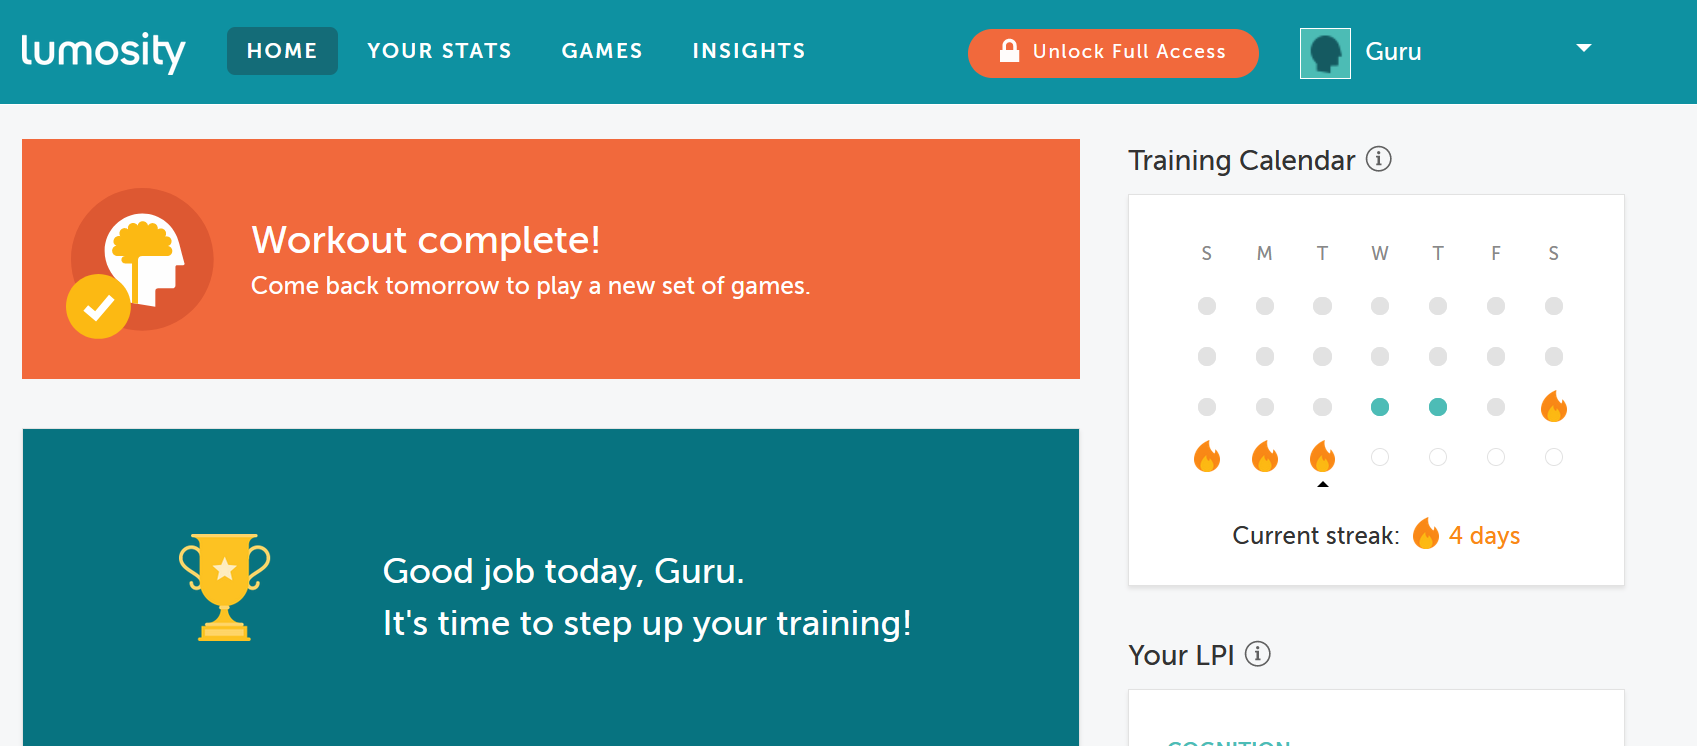 lumosity
HOME
YOUR STATS
GAMES
INSIGHTS
Unlock Full Access
Guru
Workout complete!
Come back tomorrow to play a new set of games.
Good job today, Guru.
It's time to step up your training!
Training Calendar
S M T W T F S
Current streak: 4 days
Your LPI
COGNITION